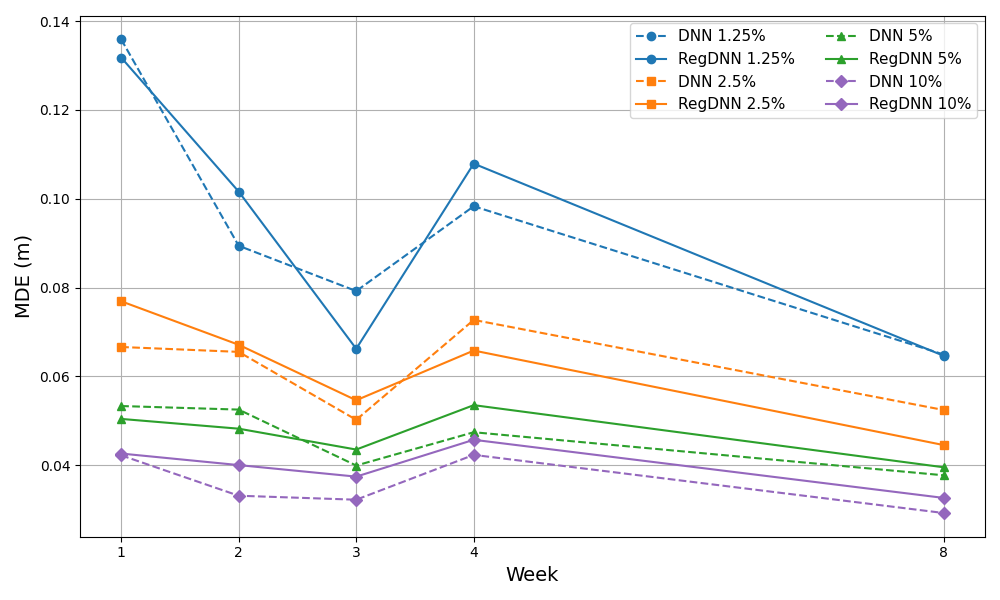 0.14
0.12
0.10
0.08
0.06
0.04
MDE (m)
1 2 3 4 8
Week
DNN 1.25%
RegDNN 1.25%
DNN 2.5%
RegDNN 2.5%
DNN 5%
RegDNN 5%
DNN 10%
RegDNN 10%